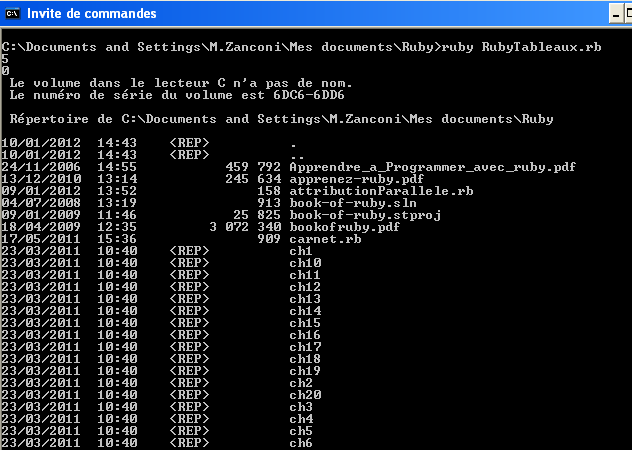 Invite de commandes
C:\Documents and Settings\M.Zanconi\Mes documents\Ruby>ruby RubyTableaux.rb
5
0
Le volume dans le lecteur C n'a pas de nom.
Le numéro de série du volume est 6DC6-6DD6
Répertoire de C:\Documents and Settings\M.Zanconi\Mes documents\Ruby
10/01/2012 14:43 <REP> .
10/01/2012 14:43 <REP> ..
24/11/2006 14:55 459 792 Apprendre_a_Programmer_avec_ruby.pdf
13/12/2010 13:14 245 634 apprenez-ruby.pdf
09/01/2012 13:52 158 attributionParallele.rb
04/07/2008 13:19 913 book-of-ruby.sln
09/01/2009 11:46 25 825 book-of-ruby.stproj
18/04/2009 12:35 3 072 340 bookofruby.pdf
17/05/2011 15:36 909 carnet.rb
23/03/2011 10:40 <REP> ch1
23/03/2011 10:40 <REP> ch10
23/03/2011 10:40 <REP> ch11
23/03/2011 10:40 <REP> ch12
23/03/2011 10:40 <REP> ch13
23/03/2011 10:40 <REP> ch14
23/03/2011 10:40 <REP> ch15
23/03/2011 10:40 <REP> ch16
23/03/2011 10:40 <REP> ch17
23/03/2011 10:40 <REP> ch18
23/03/2011 10:40 <REP> ch19
23/03/2011 10:40 <REP> ch2
23/03/2011 10:40 <REP> ch20
23/03/2011 10:40 <REP> ch3
23/03/2011 10:40 <REP> ch4
23/03/2011 10:40 <REP> ch5
23/03/2011 10:40 <REP> ch6